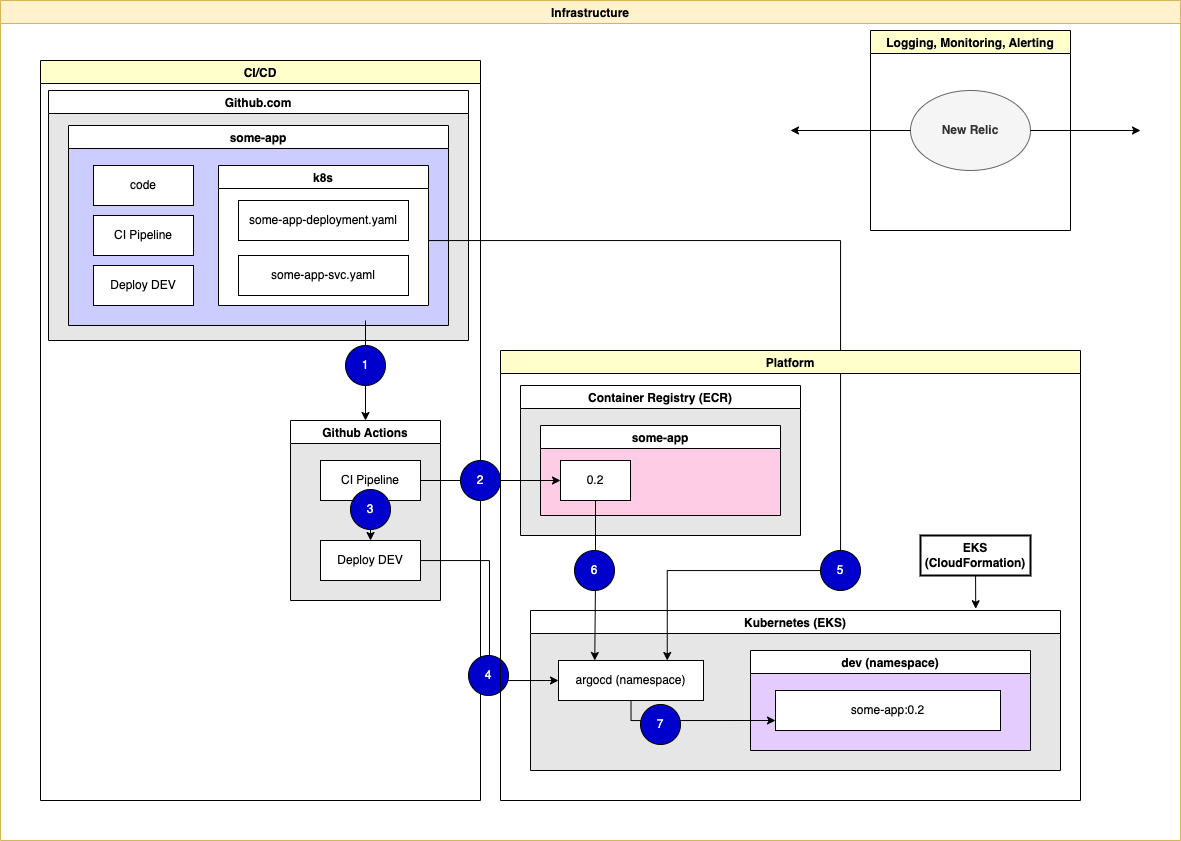 Infrastructure
Logging, Monitoring, Alerting
New Relic
CI/CD
Github.com
some-app
code
CI Pipeline
Deploy DEV
k8s
some-app-deployment.yaml
some-app-svc.yaml
1
Github Actions
CI Pipeline
3
Deploy DEV
2
4
Platform
Container Registry (ECR)
some-app
0.2
6
5
EKS
(CloudFormation)
Kubernetes (EKS)
argocd (namespace)
7
dev (namespace)
some-app:0.2